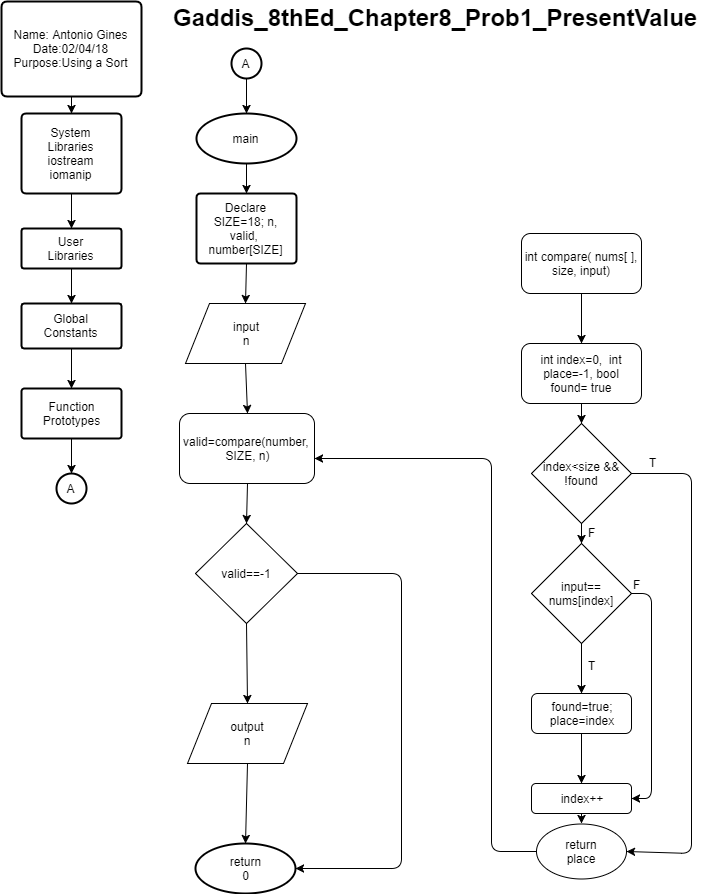 Gaddis_8thEd_Chapter8_Prob1_PresentValue
Name: Antonio Gines
Date:02/04/18
Purpose:Using a Sort
System
Libraries
iostream
iomanip
User
Libraries
Global
Constants
Function
Prototypes
A
A
main
Declare
SIZE=18; n,
valid,
number[SIZE]
input
n
valid=compare(number,
SIZE, n)
valid==-1
output
n
return
0
int compare( nums[ ],
size, input)
int index=0, int
place=-1, bool
found= true
index<size &&
!found
T
F
input==
nums[index]
F
T
found=true;
place=index
index++
return
place